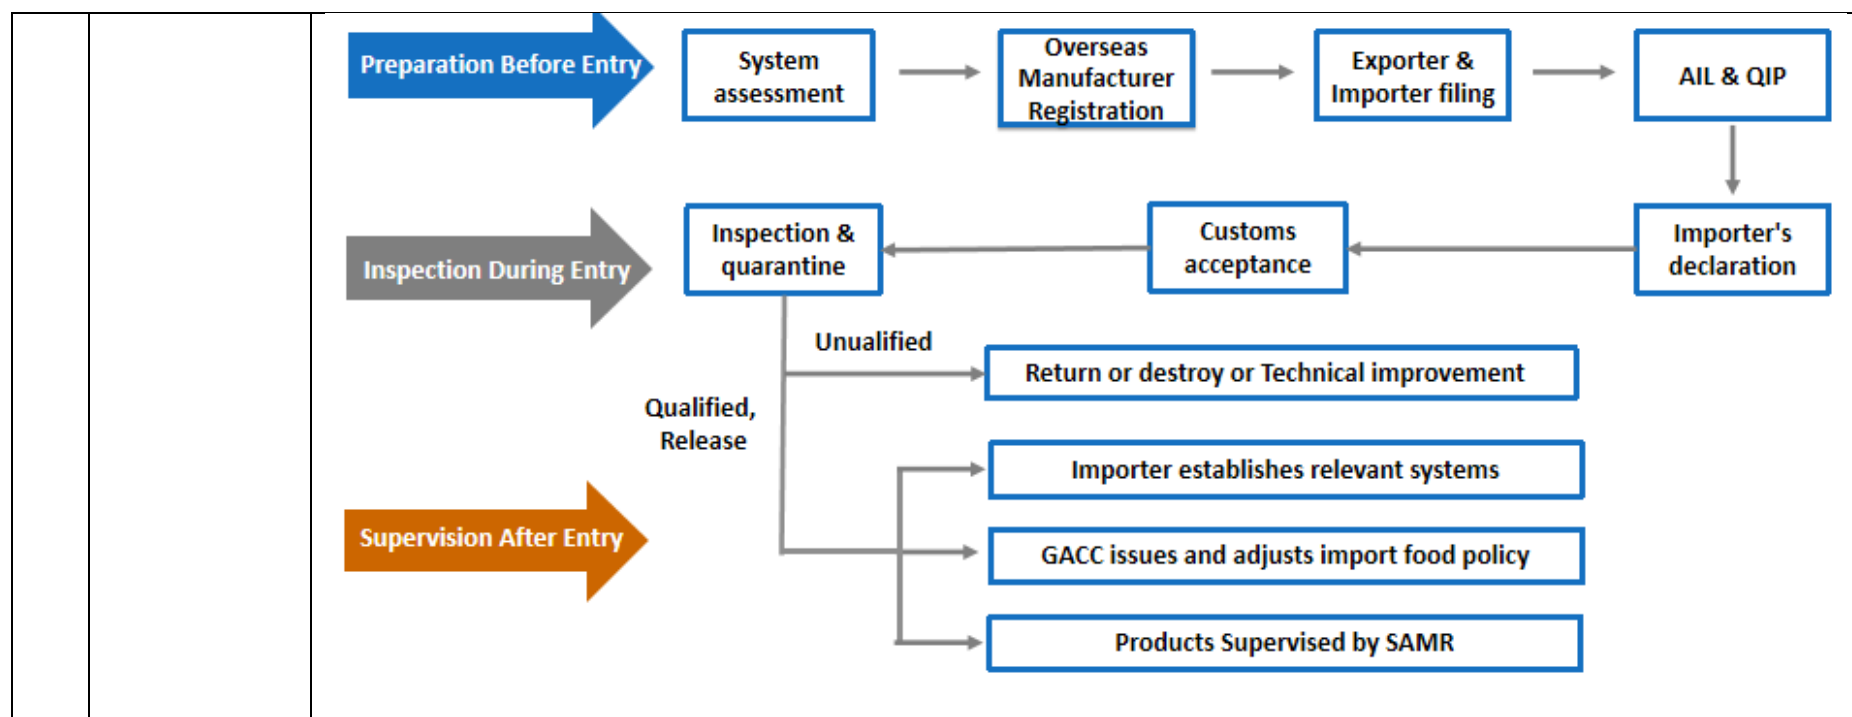 Preparation Before Entry
System
assessment
Overseas
Manufacturer
Registration
Exporter &
Importer filing
AIL & QIP
Inspection During Entry
Inspection &
quarantine
Customs
acceptance
Importer's
declaration
Unualified
Return or destroy or Technical improvement
Qualified,
Release
Supervision After Entry
Importer establishes relevant systems
GACC issues and adjusts import food policy
Products Supervised by SAMR